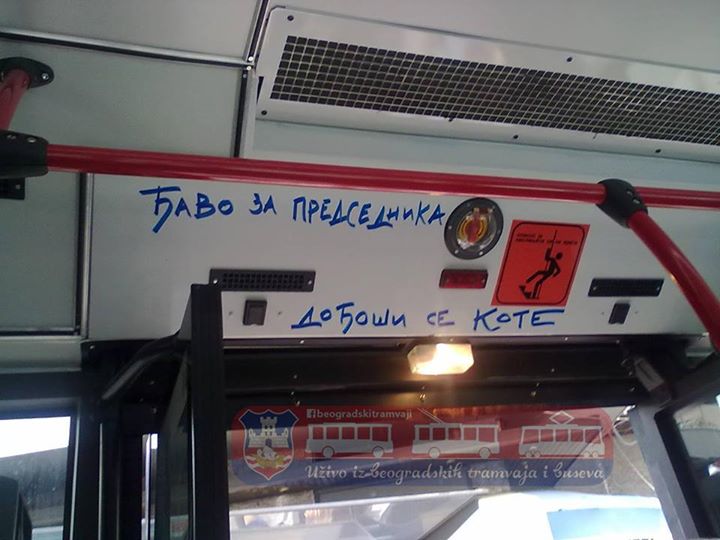 ЂАВО ЗА ПРЕДСЕДНИКА
ДОЂОШИ СЕ КОТЕ
beogradskitramvaji
Uživo iz beogradskih tramvaja i buseva